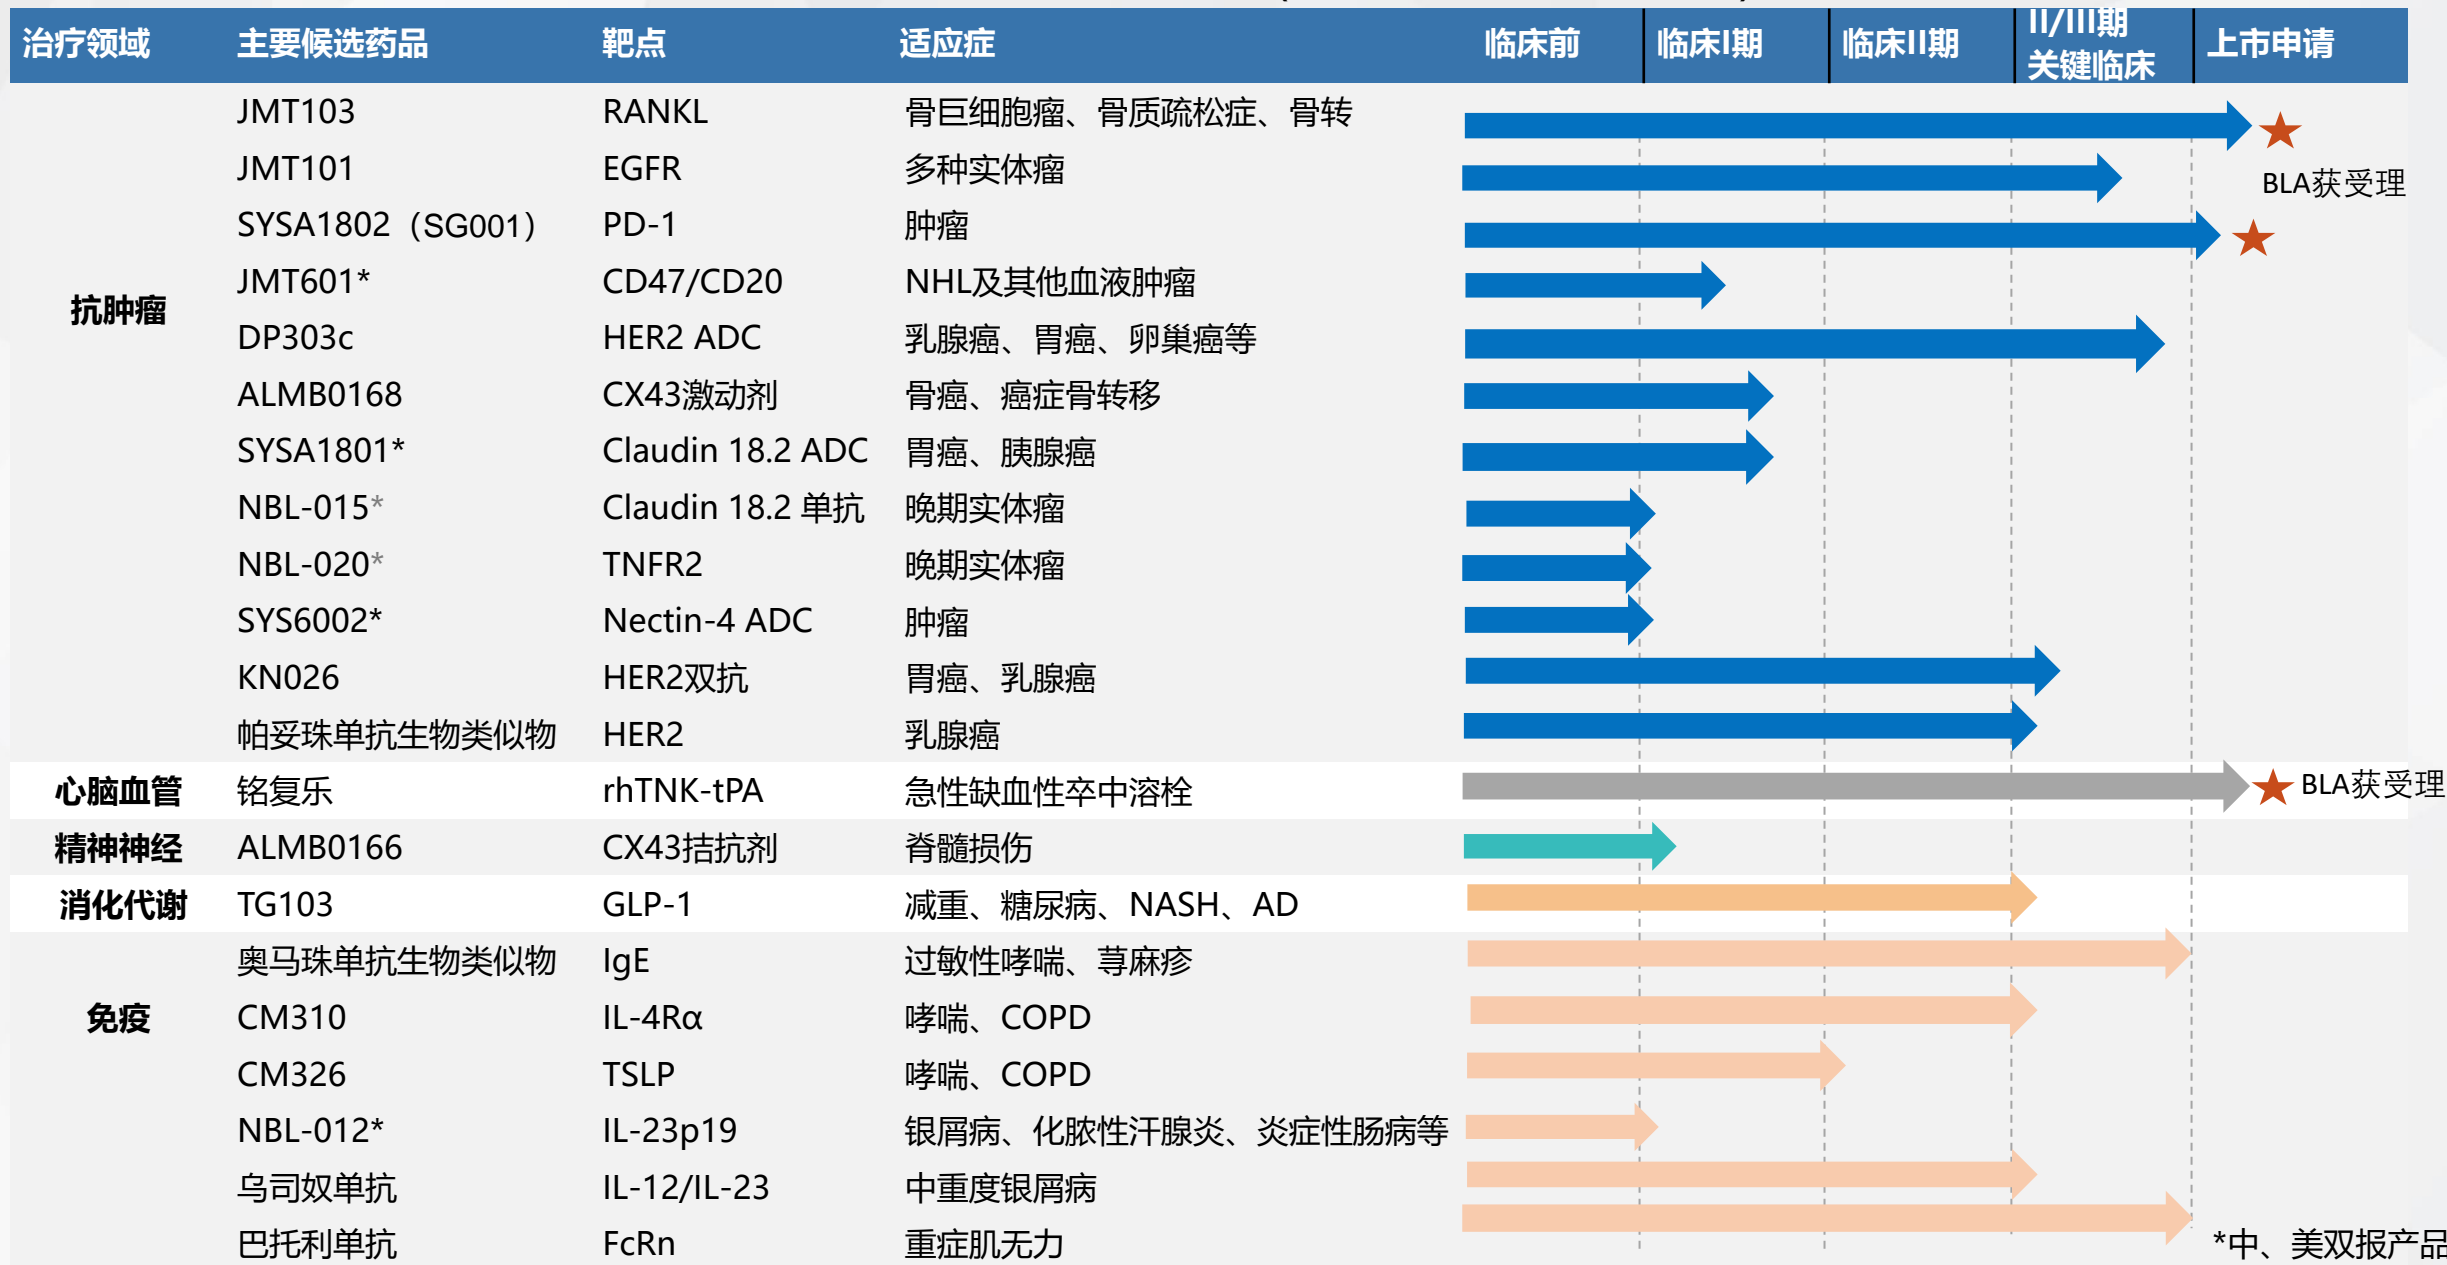 治疗领域 主要候选药品 靶点 适应症 临床前 临床I期 临床II期 II/III期 关键临床 上市申请
JMT103 RANKL 骨巨细胞瘤、骨质疏松症、骨转
JMT101 EGFR 多种实体瘤 BLA获受理
SYSA1802（SG001） PD-1 肿瘤
JMT601* CD47/CD20 NHL及其他血液肿瘤
抗肿瘤
DP303c HER2 ADC 乳腺癌、胃癌、卵巢癌等
ALMB0168 CX43激动剂 骨癌、癌症骨转移
SYSA1801* Claudin 18.2 ADC 胃癌、胰腺癌
NBL-015* Claudin 18.2 单抗 晚期实体瘤
NBL-020* TNFR2 晚期实体瘤
SYS6002* Nectin-4 ADC 肿瘤
KN026 HER2双抗 胃癌、乳腺癌
帕妥珠单抗生物类似物 HER2 乳腺癌
心脑血管 铭复乐 rhTNK-tPA 急性缺血性卒中溶栓 BLA获受理
精神神经 ALMB0166 CX43拮抗剂 脊髓损伤
消化代谢 TG103 GLP-1 减重、糖尿病、NASH、AD
奥马珠单抗生物类似物 IgE 过敏性哮喘、荨麻疹
免疫 CM310 IL-4Rα 哮喘、COPD
CM326 TSLP 哮喘、COPD
NBL-012* IL-23p19 银屑病、化脓性汗腺炎、炎症性肠病等
乌司奴单抗 IL-12/IL-23 中重度银屑病
巴托利单抗 FcRn 重症肌无力 *中、美双报产品